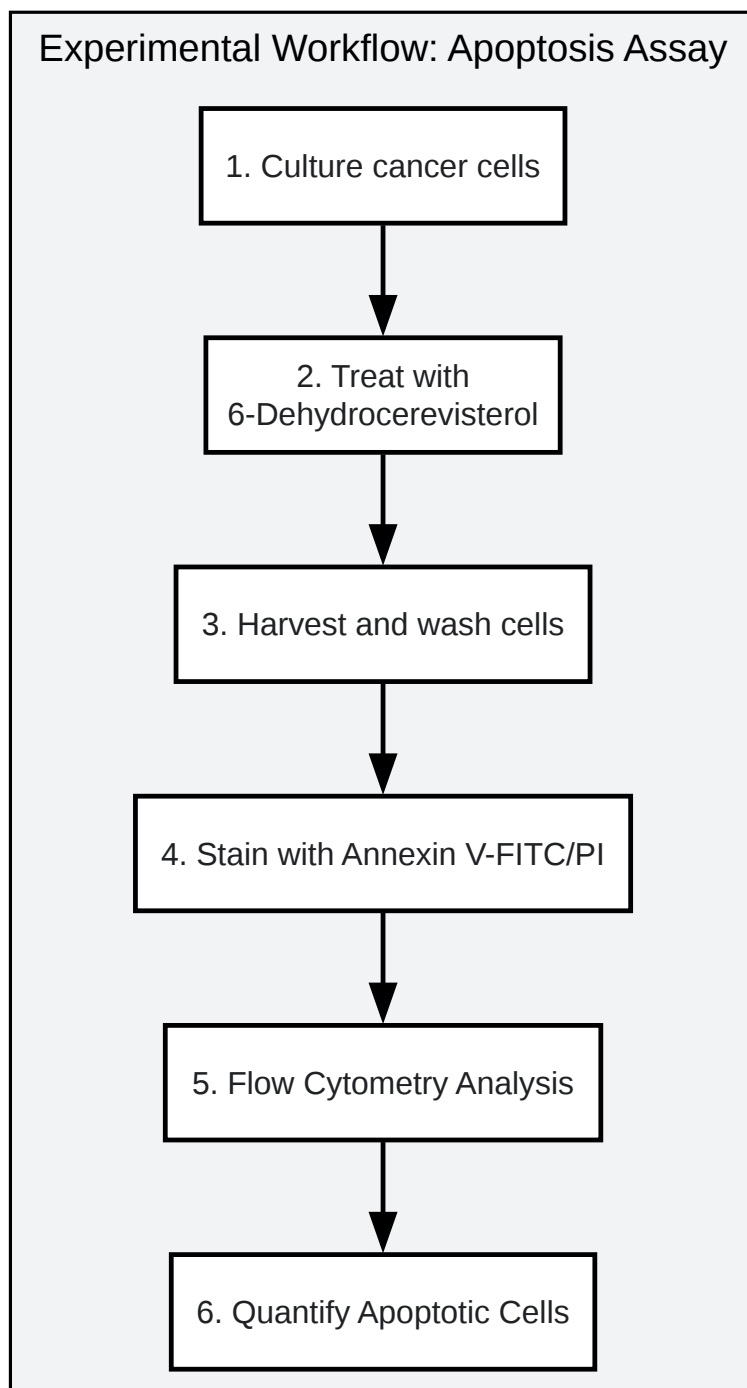 Experimental Workflow: Apoptosis Assay
1. Culture cancer cells
2. Treat with
6-Dehydrocerevisterol
3. Harvest and wash cells
4. Stain with Annexin V-FITC/PI
5. Flow Cytometry Analysis
6. Quantify Apoptotic Cells